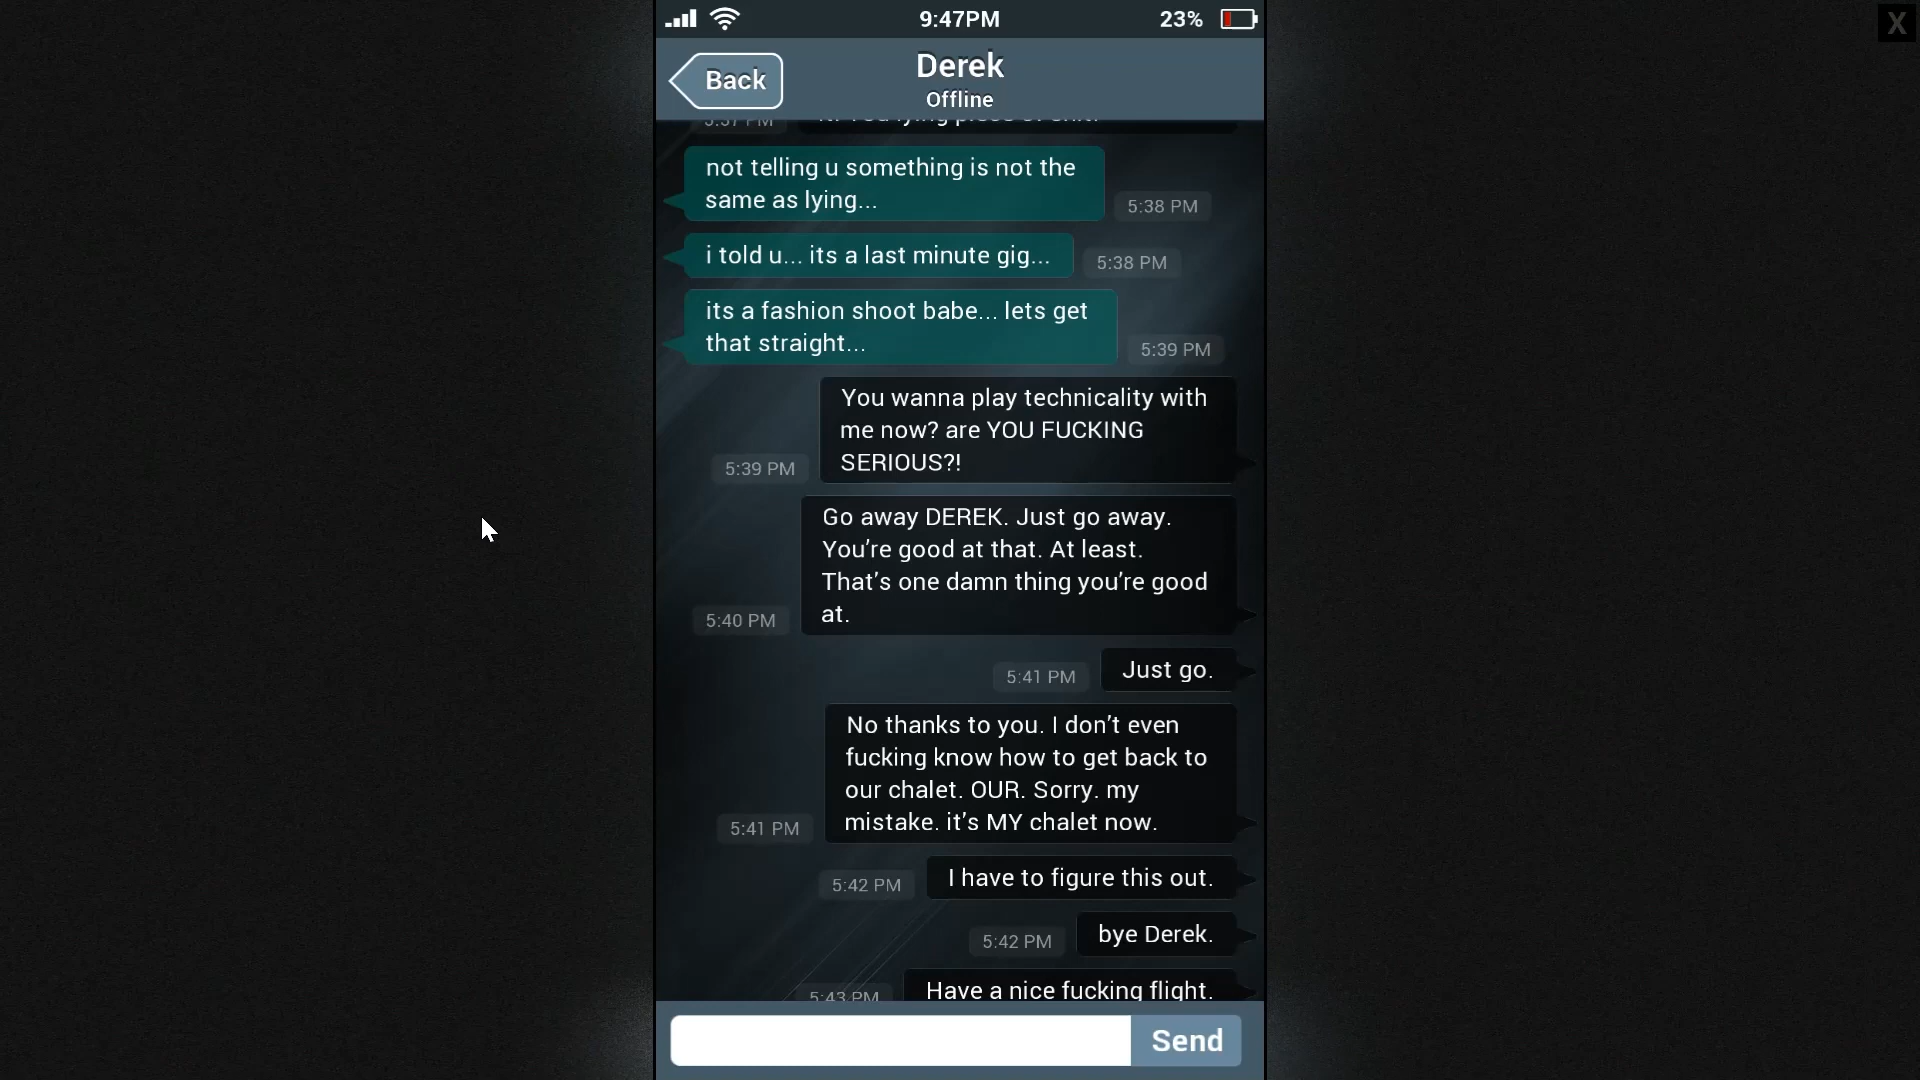 9:47PM
23%
X
Back
Derek
Offline
5:37 PM
not telling u something is not the
same as lying...
5:38 PM
i told u... its a last minute gig...
5:38 PM
its a fashion shoot babe... lets get
that straight...
5:39 PM
You wanna play technicality with
me now? are YOU FUCKING
SERIOUS?!
5:39 PM
Go away DEREK. Just go away.
You’re good at that. At least.
That’s one damn thing you’re good
at.
5:40 PM
Just go.
5:41 PM
No thanks to you. I don’t even
fucking know how to get back to
our chalet. OUR. Sorry. my
mistake. it’s MY chalet now.
5:41 PM
I have to figure this out.
5:42 PM
bye Derek.
5:42 PM
Have a nice fucking flight.
5:43 PM
Send